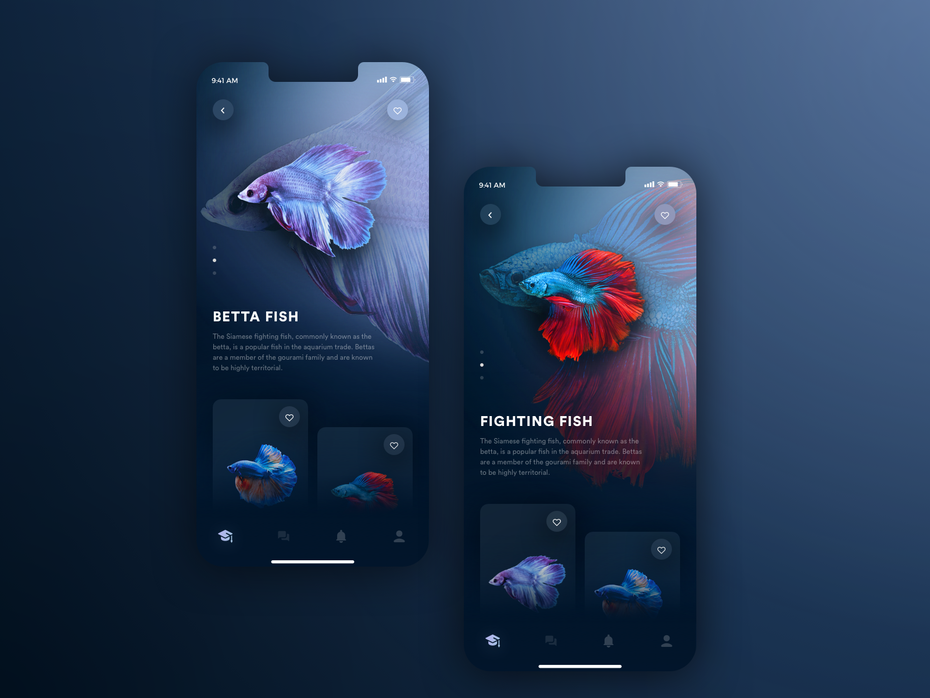 9:41 AM
BETTA FISH
The Siamese fighting fish, commonly known as the
betta, is a popular fish in the aquarium trade. Bettas
are a member of the gourami family and are known
to be highly territorial.
9:41 AM
FIGHTING FISH
The Siamese fighting fish, commonly known as the
betta, is a popular fish in the aquarium trade. Bettas
are a member of the gourami family and are known
to be highly territorial.